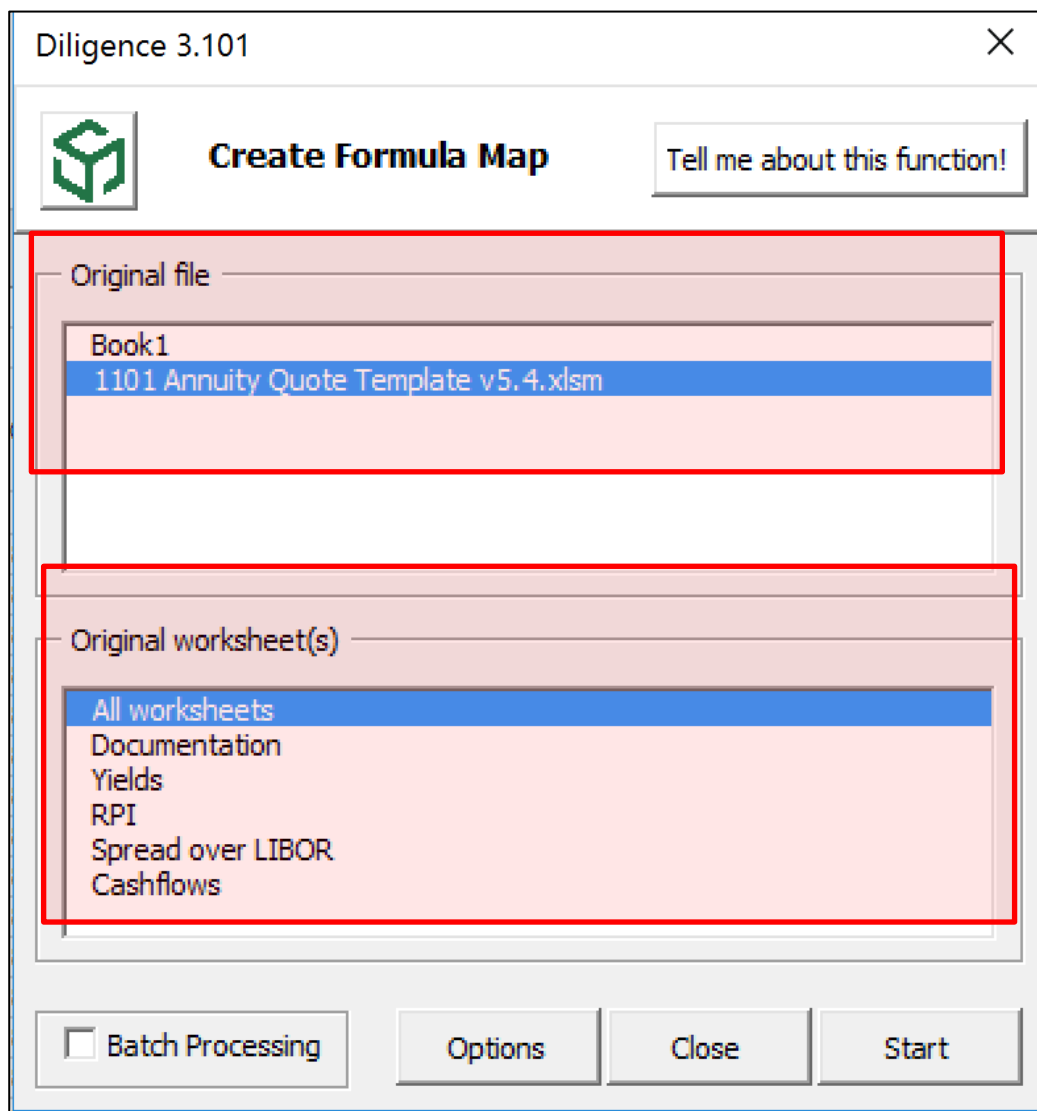 Diligence 3.101
Create Formula Map
Tell me about this function!
Original file
Book1
1101 Annuity Quote Template v5.4.xlsm
Original worksheet(s)
All worksheets
Documentation
Yields
RPI
Spread over LIBOR
Cashflows
Batch Processing
Options
Close
Start